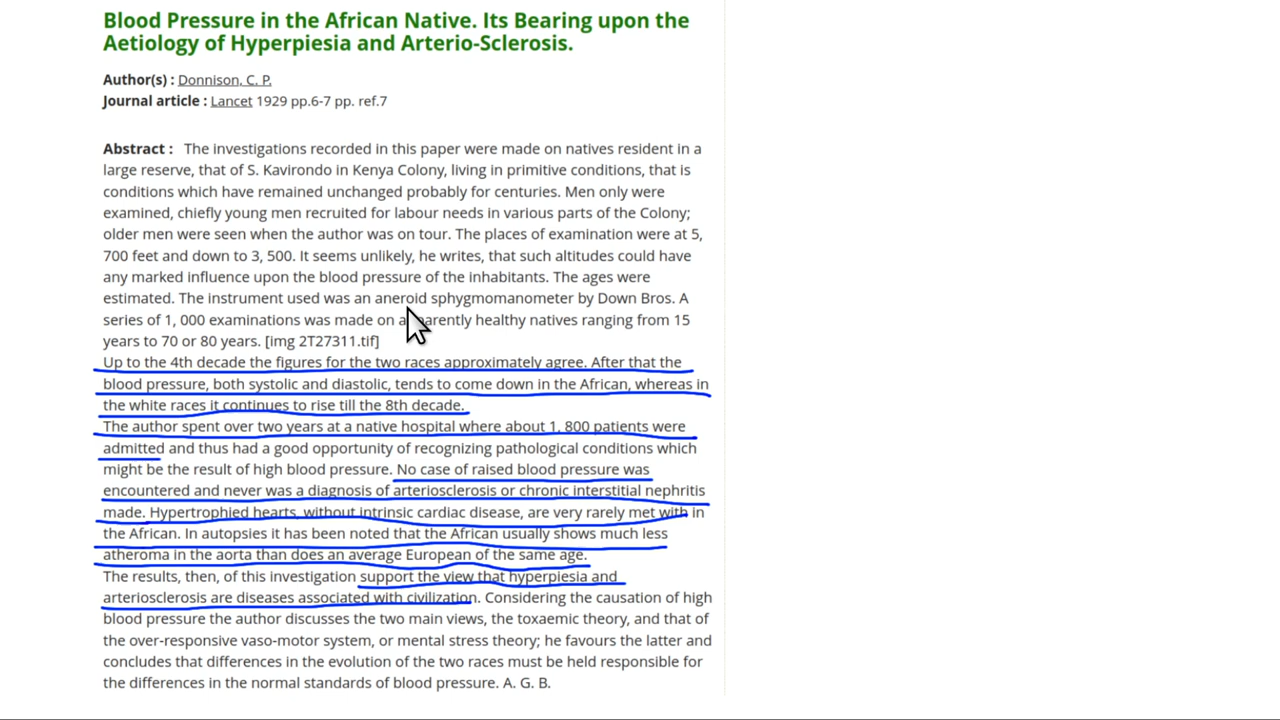 Blood Pressure in the African Native. Its Bearing upon the
Aetiology of Hyperpiesia and Arterio-Sclerosis.
Author(s) : Donnison, C. P.
Journal article : Lancet 1929 pp.6-7 pp. ref.7
Abstract : The investigations recorded in this paper were made on natives resident in a
large reserve, that of S. Kavirondo in Kenya Colony, living in primitive conditions, that is
conditions which have remained unchanged probably for centuries. Men only were
examined, chiefly young men recruited for labour needs in various parts of the Colony;
older men were seen when the author was on tour. The places of examination were at 5,
700 feet and down to 3, 500. It seems unlikely, he writes, that such altitudes could have
any marked influence upon the blood pressure of the inhabitants. The ages were
estimated. The instrument used was an aneroid sphygmomanometer by Down Bros. A
series of 1, 000 examinations was made on apparently healthy natives ranging from 15
years to 70 or 80 years. [img 2T27311.tif]
Up to the 4th decade the figures for the two races approximately agree. After that the
blood pressure, both systolic and diastolic, tends to come down in the African, whereas in
the white races it continues to rise till the 8th decade.
The author spent over two years at a native hospital where about 1, 800 patients were
admitted and thus had a good opportunity of recognizing pathological conditions which
might be the result of high blood pressure. No case of raised blood pressure was
encountered and never was a diagnosis of arteriosclerosis or chronic interstitial nephritis
made. Hypertrophied hearts, without intrinsic cardiac disease, are very rarely met with in
the African. In autopsies it has been noted that the African usually shows much less
atheroma in the aorta than does an average European of the same age.
The results, then, of this investigation support the view that hyperpiesia and
arteriosclerosis are diseases associated with civilization. Considering the causation of high
blood pressure the author discusses the two main views, the toxaemic theory, and that of
the over-responsive vaso-motor system, or mental stress theory; he favours the latter and
concludes that differences in the evolution of the two races must be held responsible for
the differences in the normal standards of blood pressure. A. G. B.